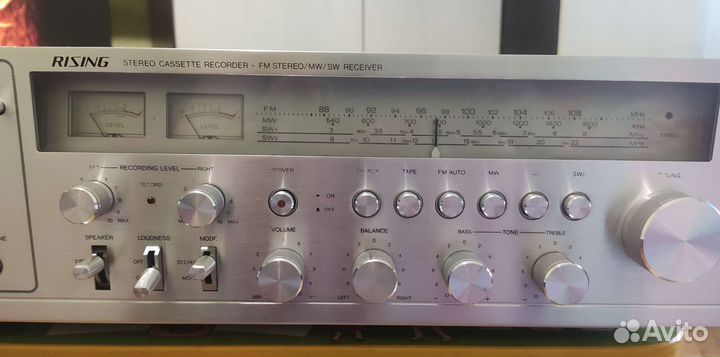 RISING STEREO CASSETTE RECORDER - FM STEREO/MW/SW RECEIVER
LEVEL LEVEL
FM 88 90 92 94 96 98 100 102 104 106 108 MHz
MW 540 600 700 1000 1200 1400 1600 kHz
SW1 3 3.5 4 5 5.5 6 6.5 7 8 9 MHz
SW2 9 10 11 12 18 20 22 MHz
STEREO
LEFT RECORDING LEVEL RIGHT
RECORD
MAX MAX
POWER
ON
OFF
TAPE FM AUTO MW SW2
TUNING
SPEAKER LOUDNESS MODE
OFF STEREO
MONO
VOLUME
MIN
BALANCE
LEFT RIGHT
BASS TONE TREBLE
- + - +
Avito